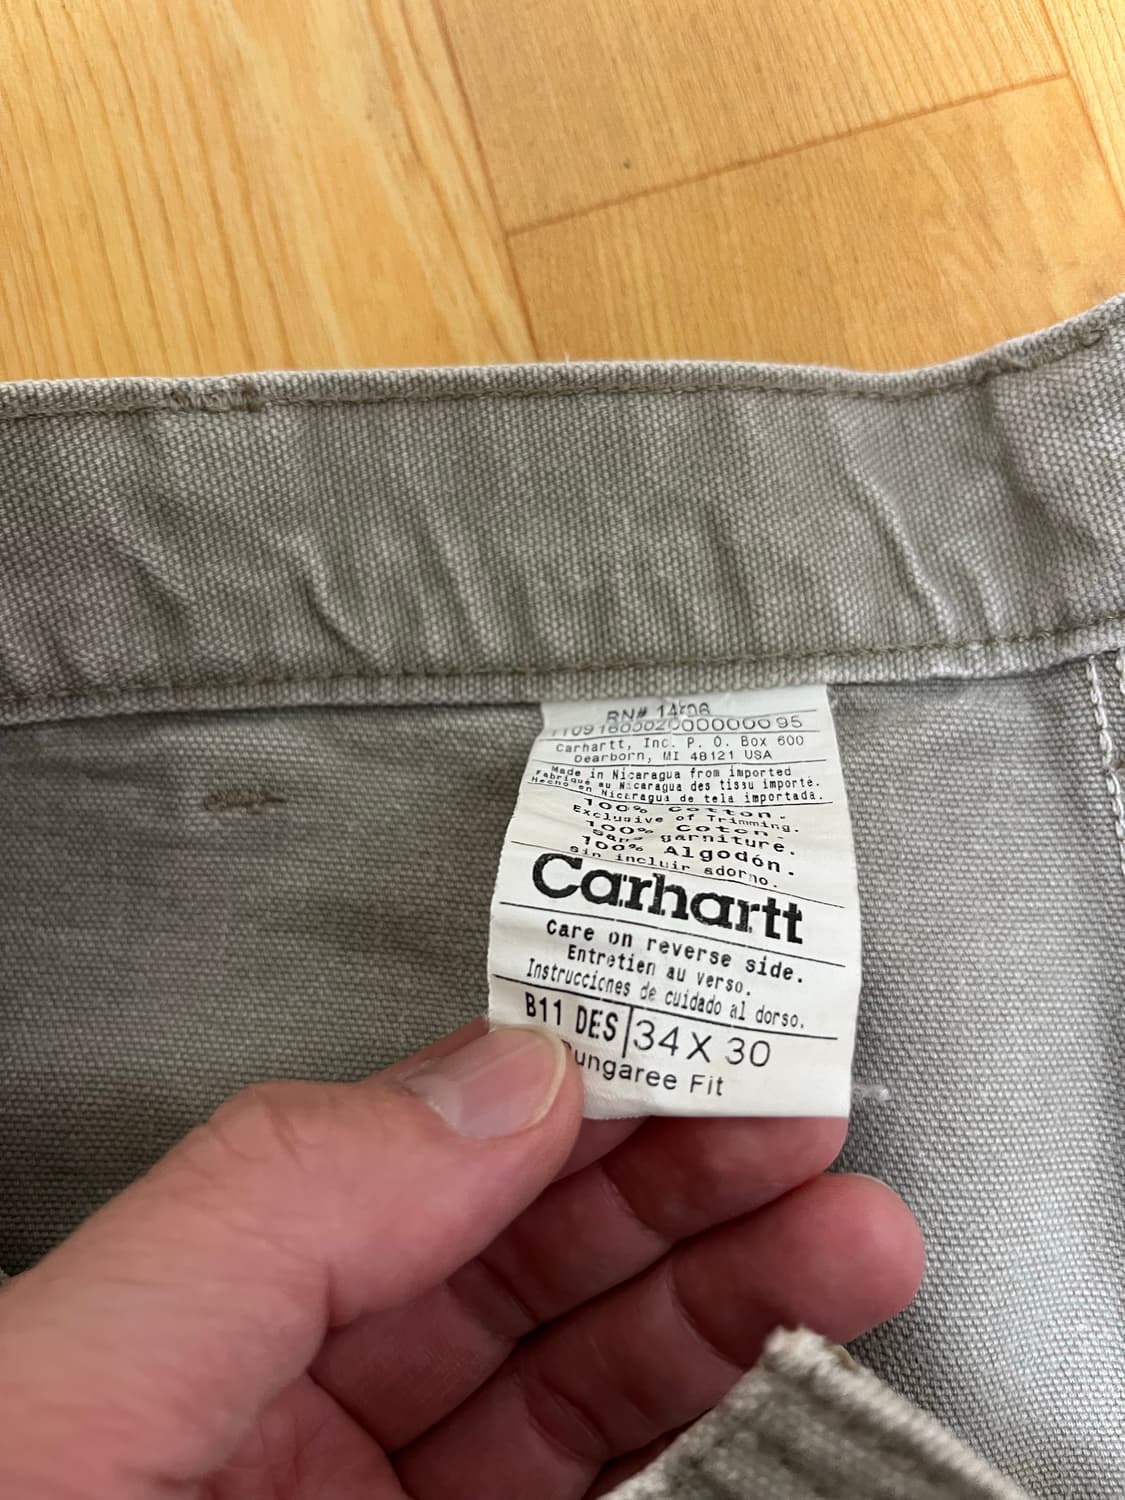 RN# 14806
Carhartt, Inc. P. O. Box 600
Dearborn, MI 48121 USA
Made in Nicaragua from imported
Fabriqué au Nicaragua des tissu importé.
Hecho en Nicaragua de tela importada.
100% Cotton.
Exclusive of Trimming.
100% Coton.
Sans garniture.
100% Algodón.
Sin incluir adorno.
Carhartt
Care on reverse side.
Entretien au verso.
Instrucciones de cuidado al dorso.
B11 DES 34 X 30
Dungaree Fit